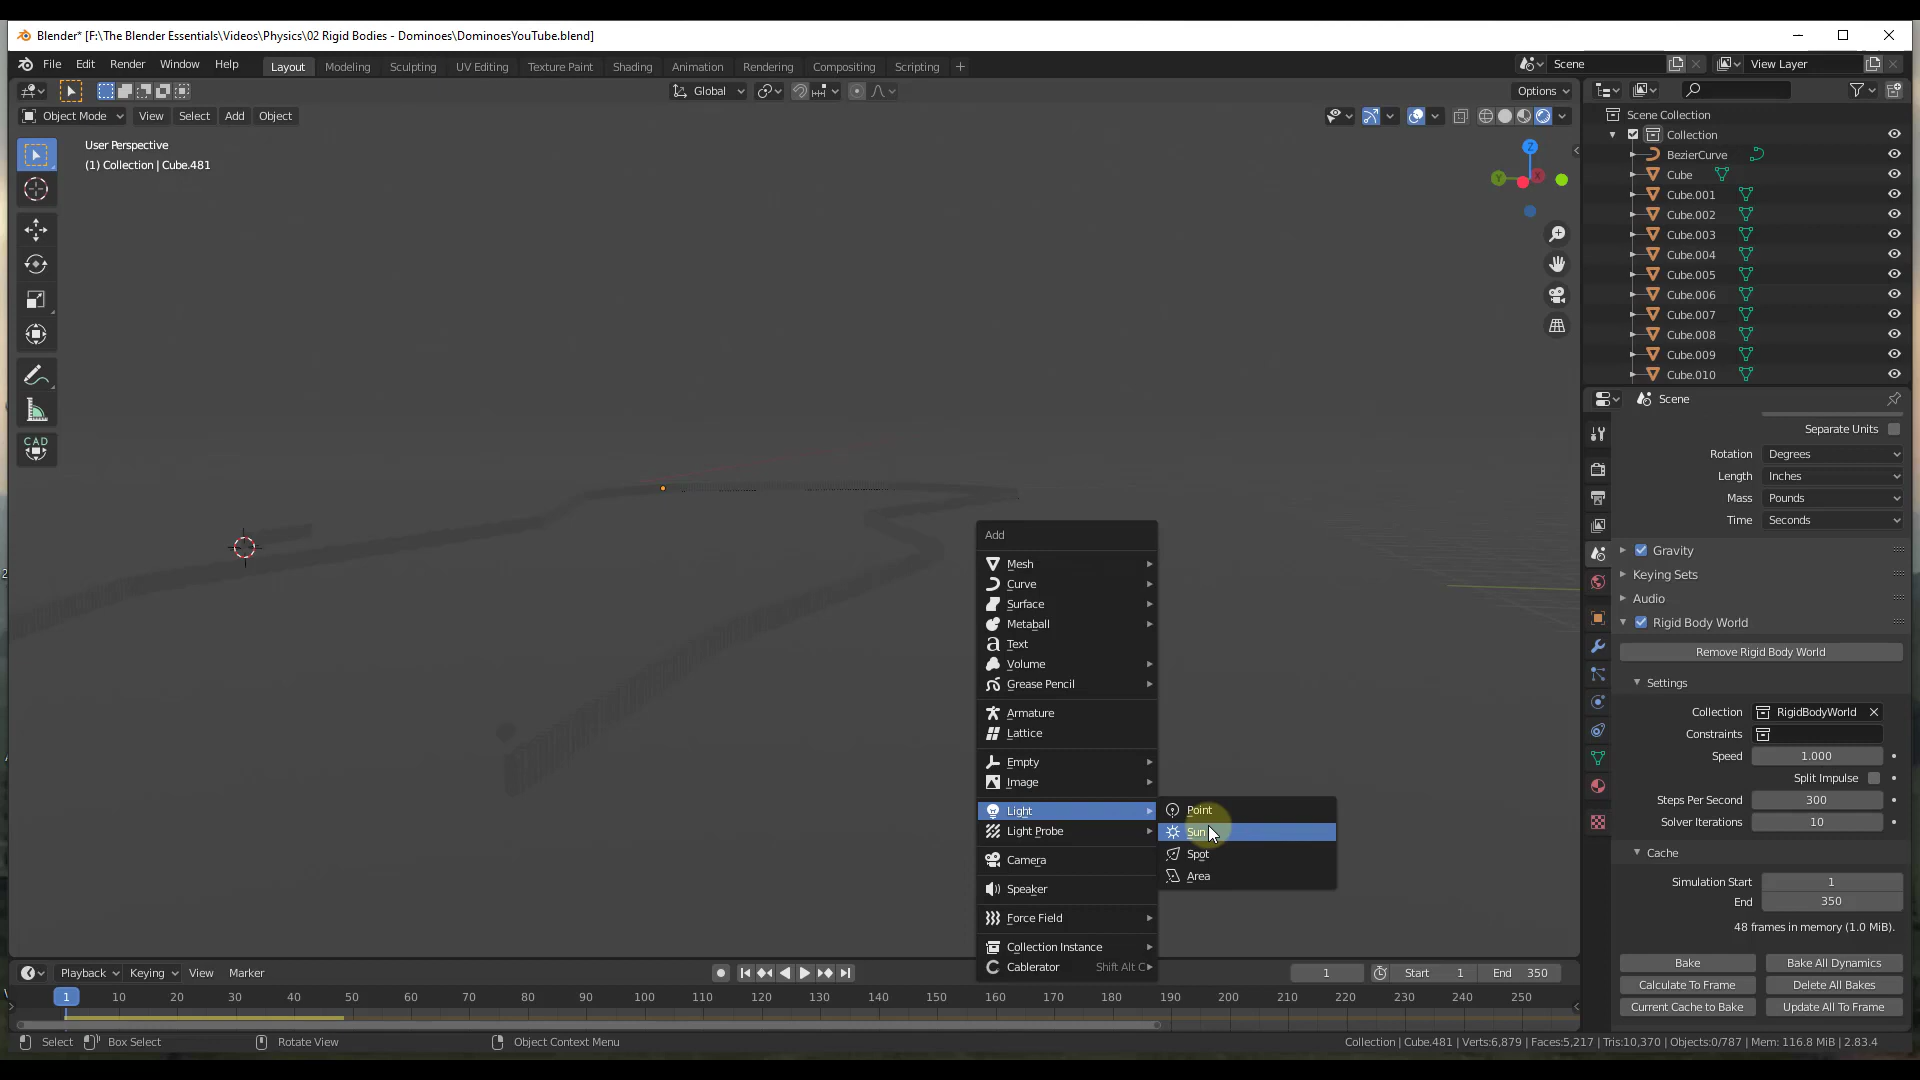 Blender* [F:\The Blender Essentials\Videos\Physics\02 Rigid Bodies - Dominoes\DominoesYouTube.blend]
File Edit Render Window Help Layout Modeling Sculpting UV Editing Texture Paint Shading Animation Rendering Compositing Scripting + Scene View Layer
Global Options
Object Mode View Select Add Object
User Perspective
(1) Collection | Cube.481
Z
Y
X
CAD
Scene Collection
Collection
BezierCurve
Cube
Cube.001
Cube.002
Cube.003
Cube.004
Cube.005
Cube.006
Cube.007
Cube.008
Cube.009
Cube.010
Scene
Separate Units
Rotation Degrees
Length Inches
Mass Pounds
Time Seconds
Gravity
Keying Sets
Audio
Rigid Body World
Remove Rigid Body World
Settings
Collection RigidBodyWorld
Constraints
Speed 1.000
Split Impulse
Steps Per Second 300
Solver Iterations 10
Cache
Simulation Start 1
End 350
48 frames in memory (1.0 MiB).
Bake Bake All Dynamics
Calculate To Frame Delete All Bakes
Current Cache to Bake Update All To Frame
Add
Mesh
Curve
Surface
Metaball
Text
Volume
Grease Pencil
Armature
Lattice
Empty
Image
Light
Light Probe
Camera
Speaker
Force Field
Collection Instance
Cablerator Shift Alt C
Point
Sun
Spot
Area
Playback Keying View Marker 1 Start 1 End 350
1 10 20 30 40 50 60 70 80 90 100 110 120 130 140 150 160 170 180 190 200 210 220 230 240 250
Select Box Select Rotate View Object Context Menu Collection | Cube.481 | Verts:6,879 | Faces:5,217 | Tris:10,370 | Objects:0/787 | Mem: 116.8 MiB | 2.83.4